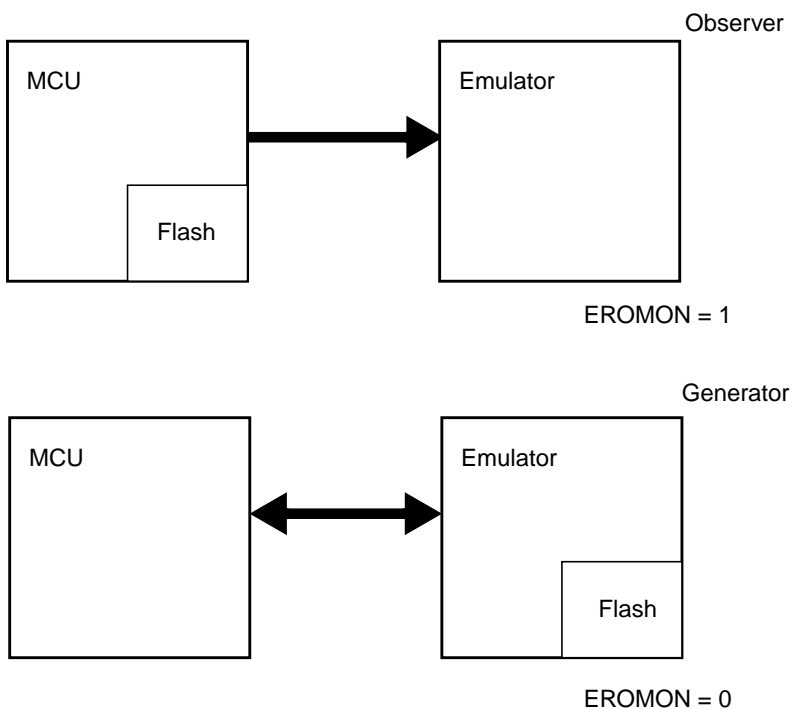 Observer
MCU
Emulator
Flash
EROMON = 1
Generator
MCU
Emulator
Flash
EROMON = 0